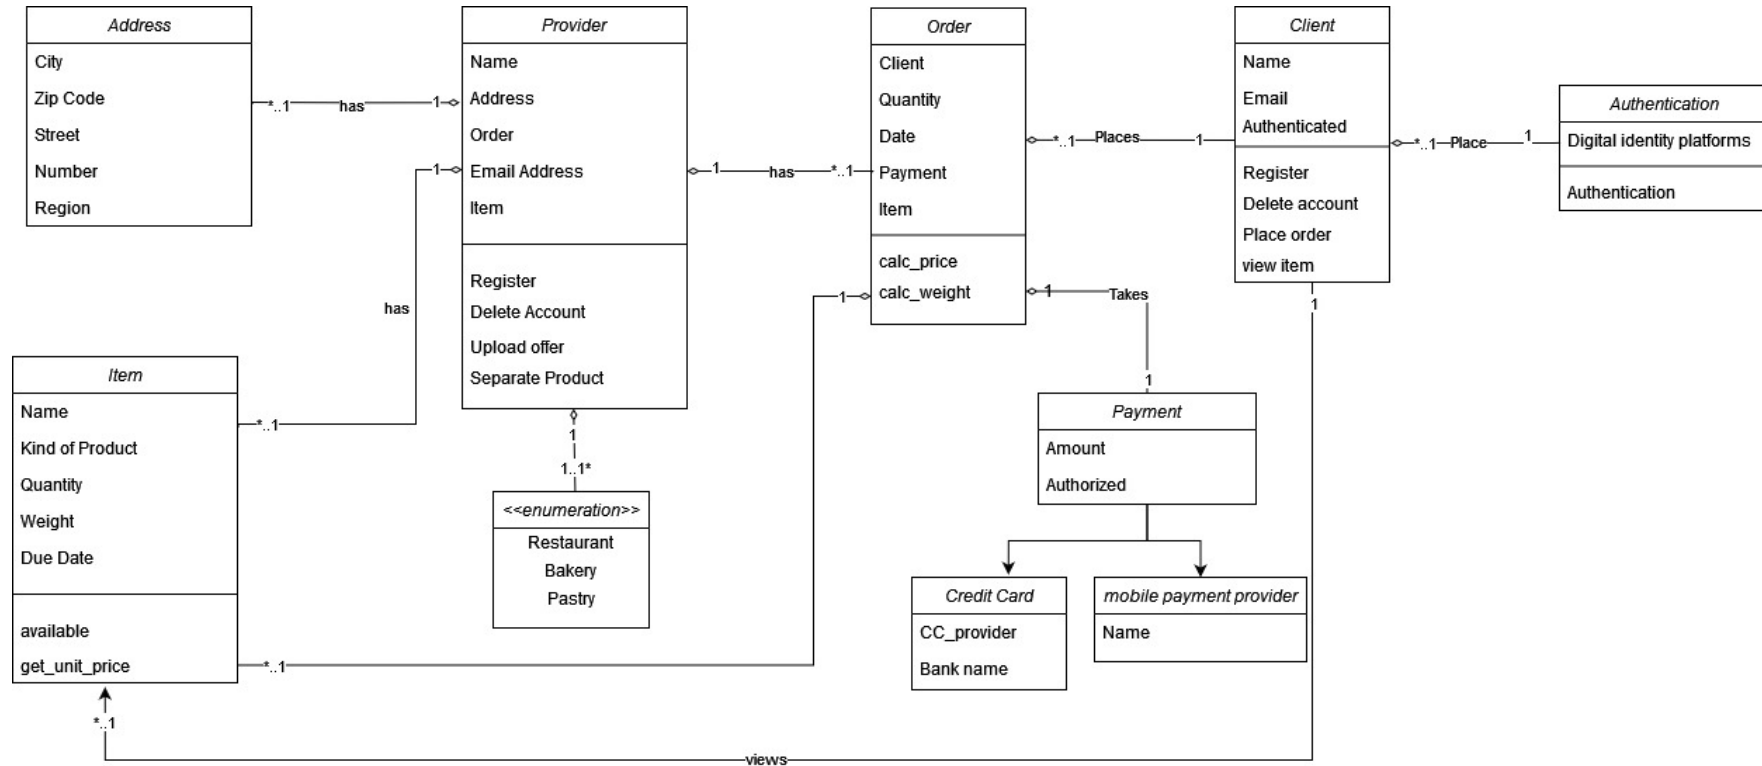 Address
City
Zip Code
Street
Number
Region
*..1
has
1
Provider
Name
Address
Order
Email Address
Item
Register
Delete Account
Upload offer
Separate Product
1
has
*..1
Order
Client
Quantity
Date
Payment
Item
calc_price
calc_weight
*..1
Places
1
Client
Name
Email
Authenticated
Register
Delete account
Place order
view item
*..1
Place
1
Authentication
Digital identity platforms
Authentication
1
has
*..1
Item
Name
Kind of Product
Quantity
Weight
Due Date
available
get_unit_price
1
1..1*
<<enumeration>>
Restaurant
Bakery
Pastry
1
*..1
1
Takes
1
Payment
Amount
Authorized
Credit Card
CC_provider
Bank name
mobile payment provider
Name
1
*..1
views